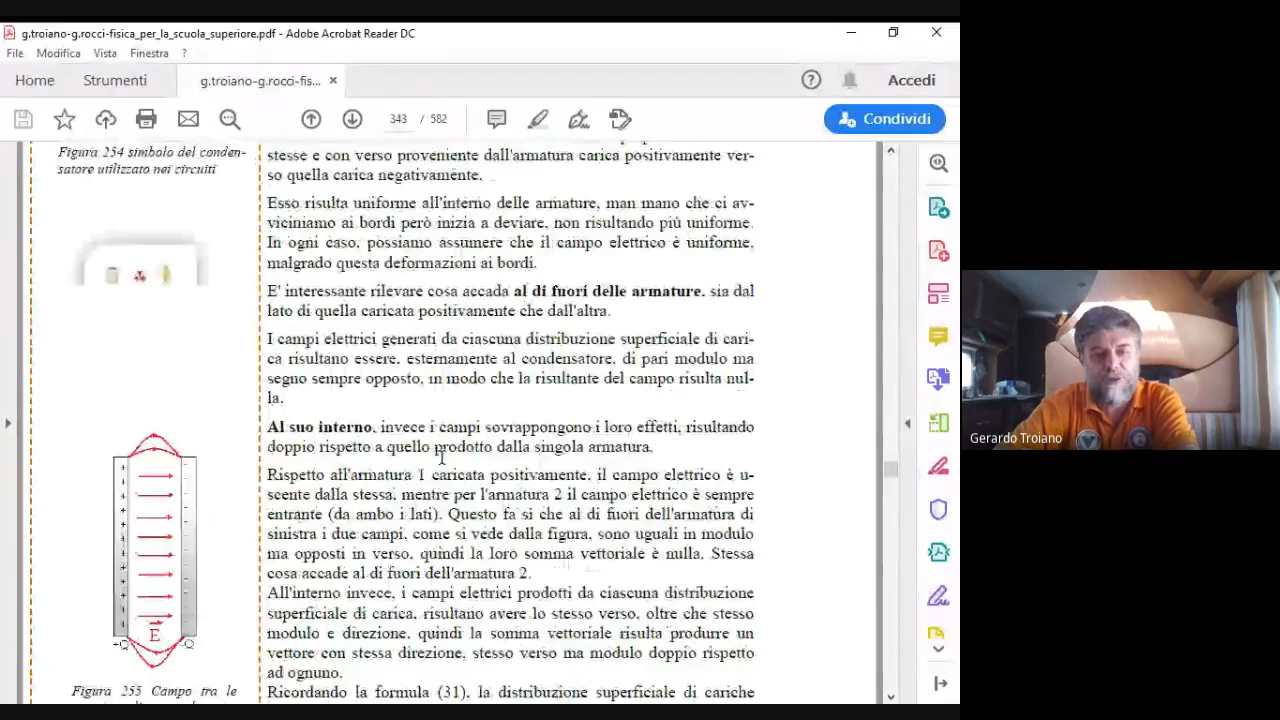 g.troiano-g.rocci-fisica_per_la_scuola_superiore.pdf - Adobe Acrobat Reader DC
File Modifica Vista Finestra ?
Home Strumenti g.troiano-g.rocci-fis... × Accedi
343 / 582 Condividi
Figura 254 simbolo del conden-
satore utilizzato nei circuiti
stesse e con verso proveniente dall'armatura carica positivamente ver-
so quella carica negativamente.
Esso risulta uniforme all'interno delle armature, man mano che ci av-
viciniamo ai bordi però inizia a deviare, non risultando più uniforme.
In ogni caso, possiamo assumere che il campo elettrico è uniforme,
malgrado questa deformazioni ai bordi.
E' interessante rilevare cosa accada al di fuori delle armature, sia dal
lato di quella caricata positivamente che dall'altra.
I campi elettrici generati da ciascuna distribuzione superficiale di cari-
ca risultano essere, esternamente al condensatore, di pari modulo ma
segno sempre opposto, in modo che la risultante del campo risulta nul-
la.
Al suo interno, invece i campi sovrappongono i loro effetti, risultando
doppio rispetto a quello prodotto dalla singola armatura.
Rispetto all'armatura 1 caricata positivamente, il campo elettrico è u-
scente dalla stessa, mentre per l'armatura 2 il campo elettrico è sempre
entrante (da ambo i lati). Questo fa si che al di fuori dell'armatura di
sinistra i due campi, come si vede dalla figura, sono uguali in modulo
ma opposti in verso, quindi la loro somma vettoriale è nulla. Stessa
cosa accade al di fuori dell'armatura 2.
All'interno invece, i campi elettrici prodotti da ciascuna distribuzione
superficiale di carica, risultano avere lo stesso verso, oltre che stesso
modulo e direzione, quindi la somma vettoriale risulta produrre un
vettore con stessa direzione, stesso verso ma modulo doppio rispetto
ad ognuno.
Ricordando la formula (31), la distribuzione superficiale di cariche
E
+Q -Q
Figura 255 Campo tra le
Gerardo Troiano